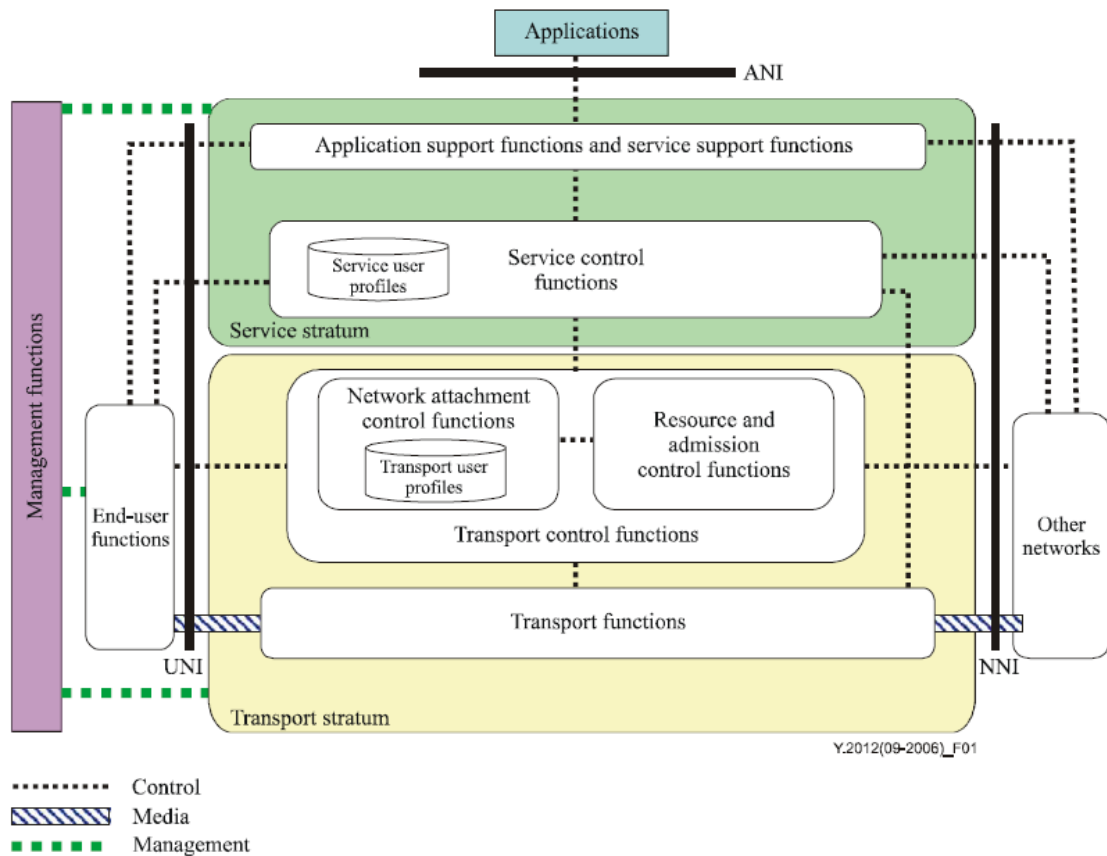 Applications
ANI
Application support functions and service support functions
Service user
profiles
Service control
functions
Service stratum
Management functions
Network attachment
control functions
Transport user
profiles
Resource and
admission
control functions
Transport control functions
End-user
functions
Other
networks
Transport functions
UNI
NNI
Transport stratum
Y.2012(09-2006)_F01
Control
Media
Management